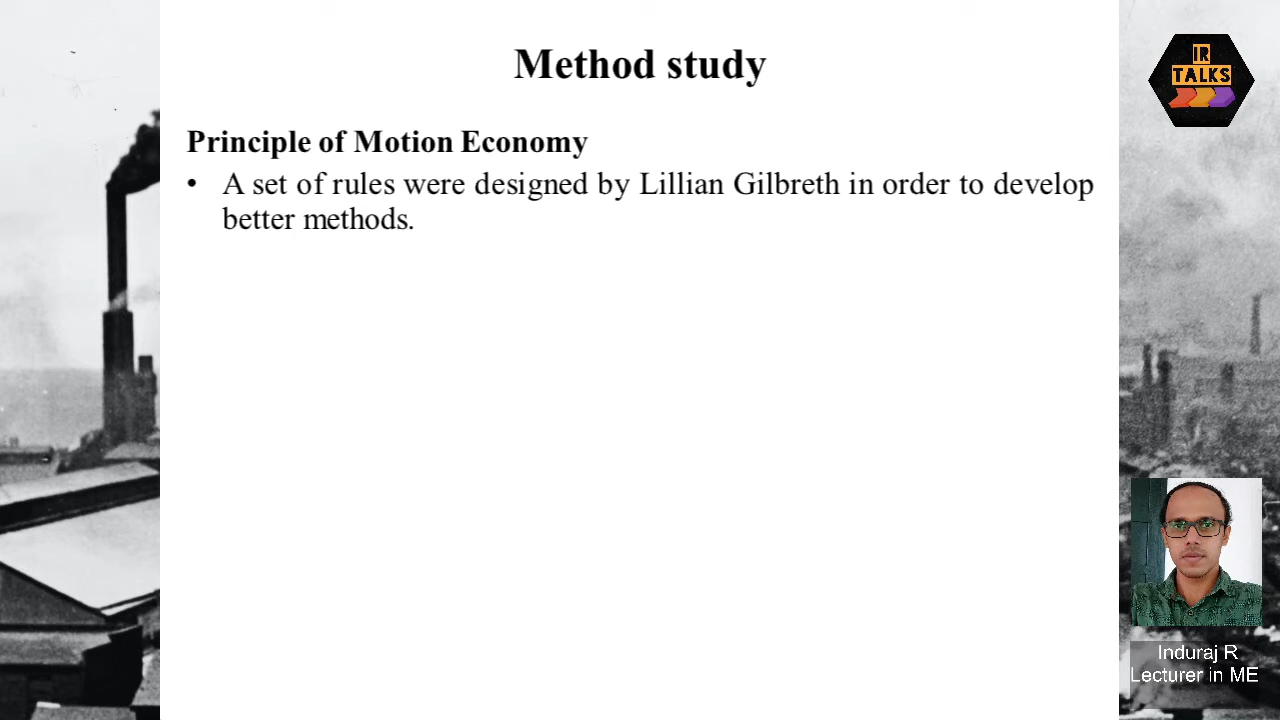 Method study
IR
TALKS
Principle of Motion Economy
• A set of rules were designed by Lillian Gilbreth in order to develop
better methods.
Induraj R
Lecturer in ME